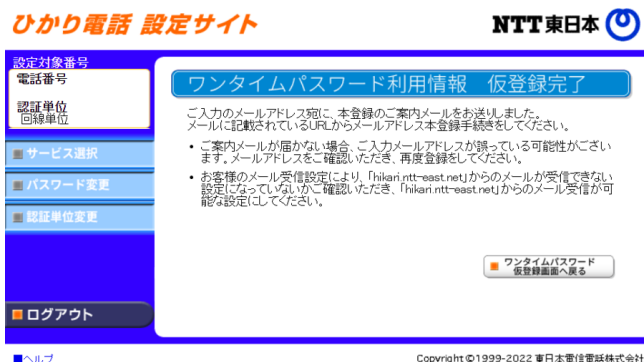 ひかり電話 設定サイト
NTT東日本
設定対象番号
電話番号
認証単位
回線単位
サービス選択
パスワード変更
認証単位変更
ログアウト
ワンタイムパスワード利用情報 仮登録完了
ご入力のメールアドレス宛に、本登録のご案内メールをお送りしました。
メールに記載されているURLからメールアドレス本登録手続きをしてください。
• ご案内メールが届かない場合、ご入力メールアドレスが誤っている可能性がござい
ます。メールアドレスをご確認いただき、再度登録をしてください。
• お客様のメール受信設定により、「hikari.ntt-east.net」からのメールが受信できない
設定になっていないかご確認いただき、「hikari.ntt-east.net」からのメール受信が可
能な設定にしてください。
ワンタイムパスワード
仮登録画面へ戻る
■ヘルプ
Copyright©1999-2022 東日本電信電話株式会社